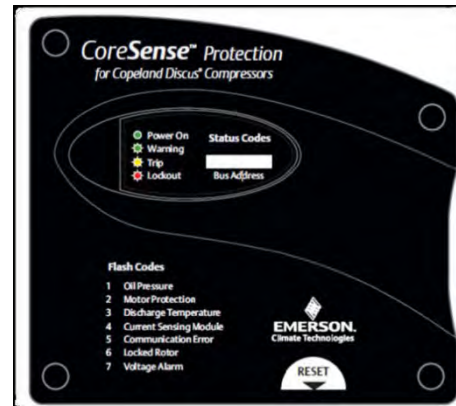 CoreSense™ Protection
for Copeland Discus® Compressors
Power On
Warning
Trip
Lockout
Status Codes
Bus Address
Flash Codes
1 Oil Pressure
2 Motor Protection
3 Discharge Temperature
4 Current Sensing Module
5 Communication Error
6 Locked Rotor
7 Voltage Alarm
EMERSON.
Climate Technologies
RESET